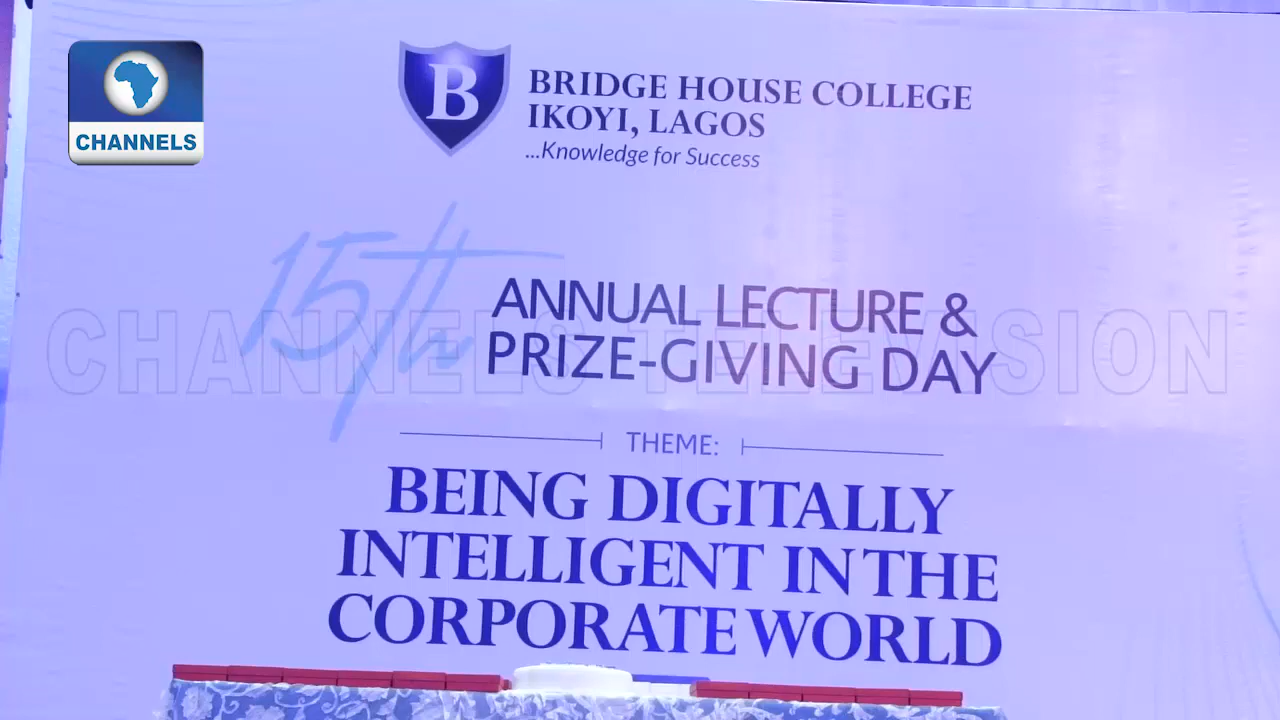 CHANNELS
B
BRIDGE HOUSE COLLEGE
IKOYI, LAGOS
...Knowledge for Success
15th
ANNUAL LECTURE &
PRIZE-GIVING DAY
CHANNELS TELEVISION
THEME:
BEING DIGITALLY
INTELLIGENT IN THE
CORPORATE WORLD